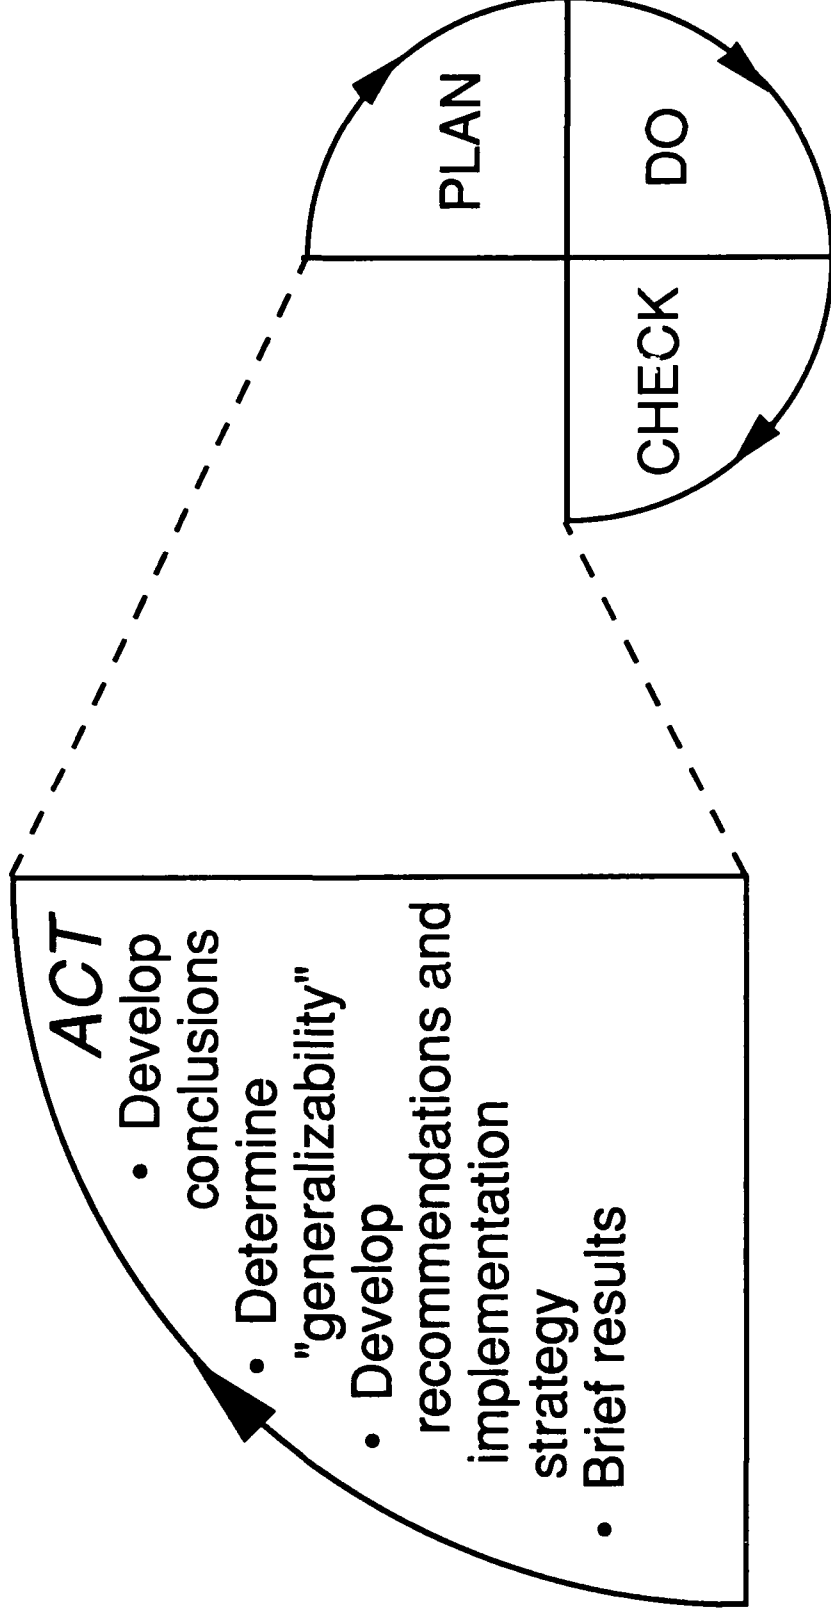 ACT
• Develop
conclusions
• Determine
"generalizability"
• Develop
recommendations and
implementation
strategy
• Brief results
PLAN
CHECK
DO